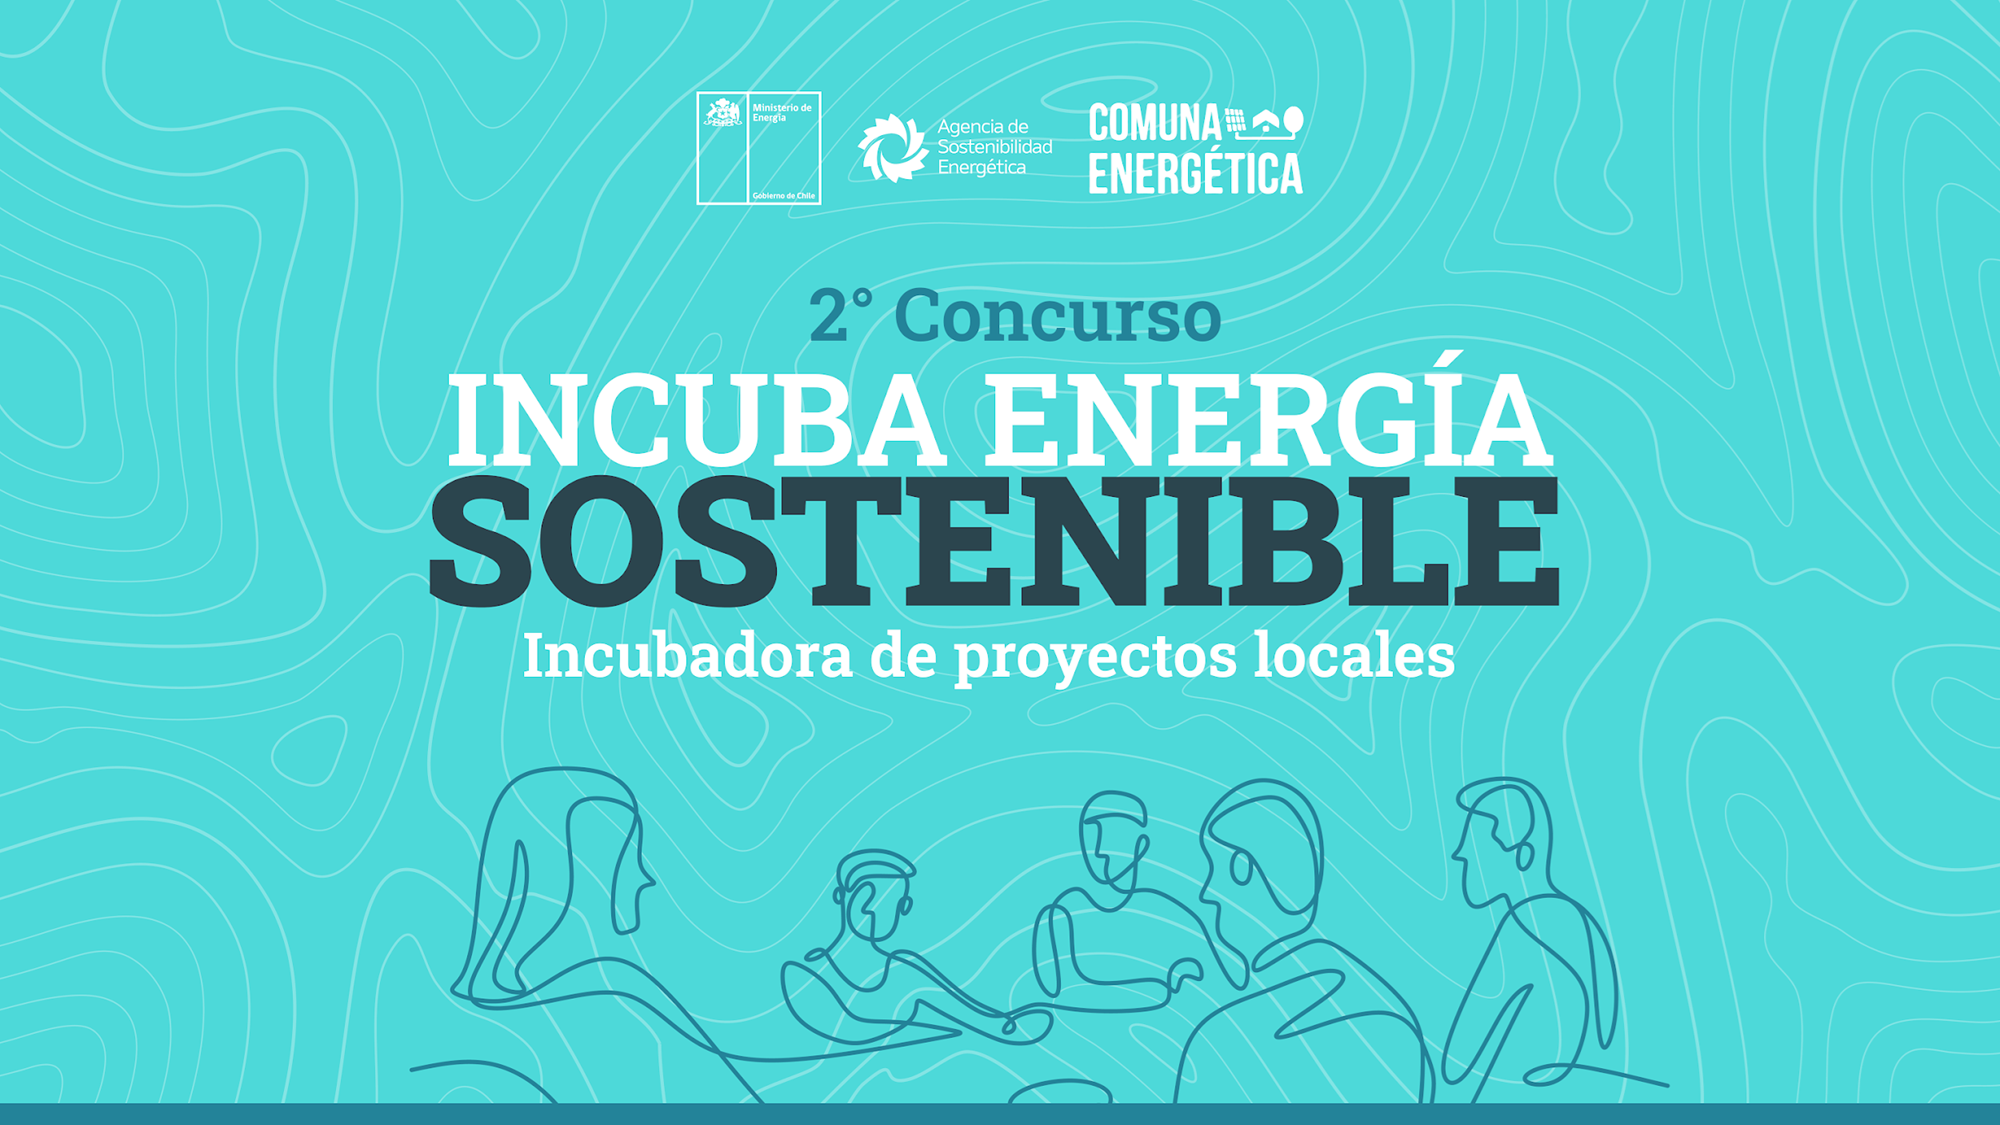 Ministerio de
Energía
Gobierno de Chile
Agencia de
Sostenibilidad
Energética
COMUNA
ENERGÉTICA
2° Concurso
INCUBA ENERGÍA
SOSTENIBLE
Incubadora de proyectos locales